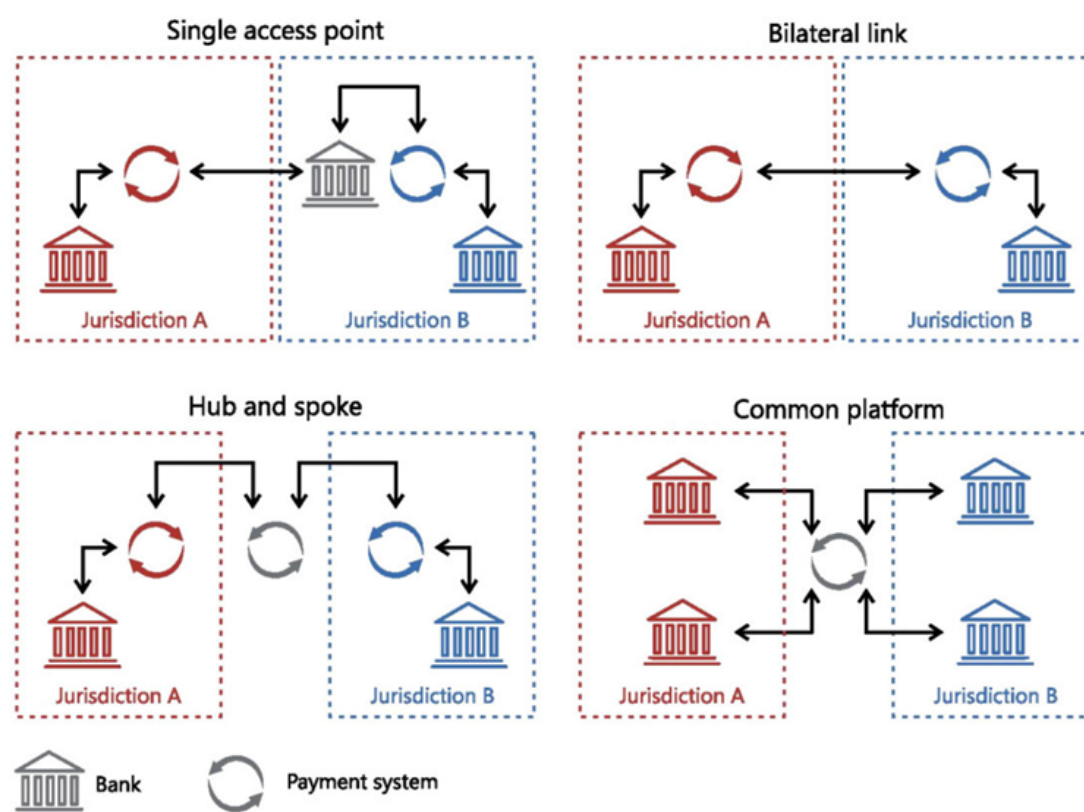 Single access point
Bilateral link
Jurisdiction A
Jurisdiction B
Jurisdiction A
Jurisdiction B
Hub and spoke
Common platform
Jurisdiction A
Jurisdiction B
Jurisdiction A
Jurisdiction B
Bank
Payment system